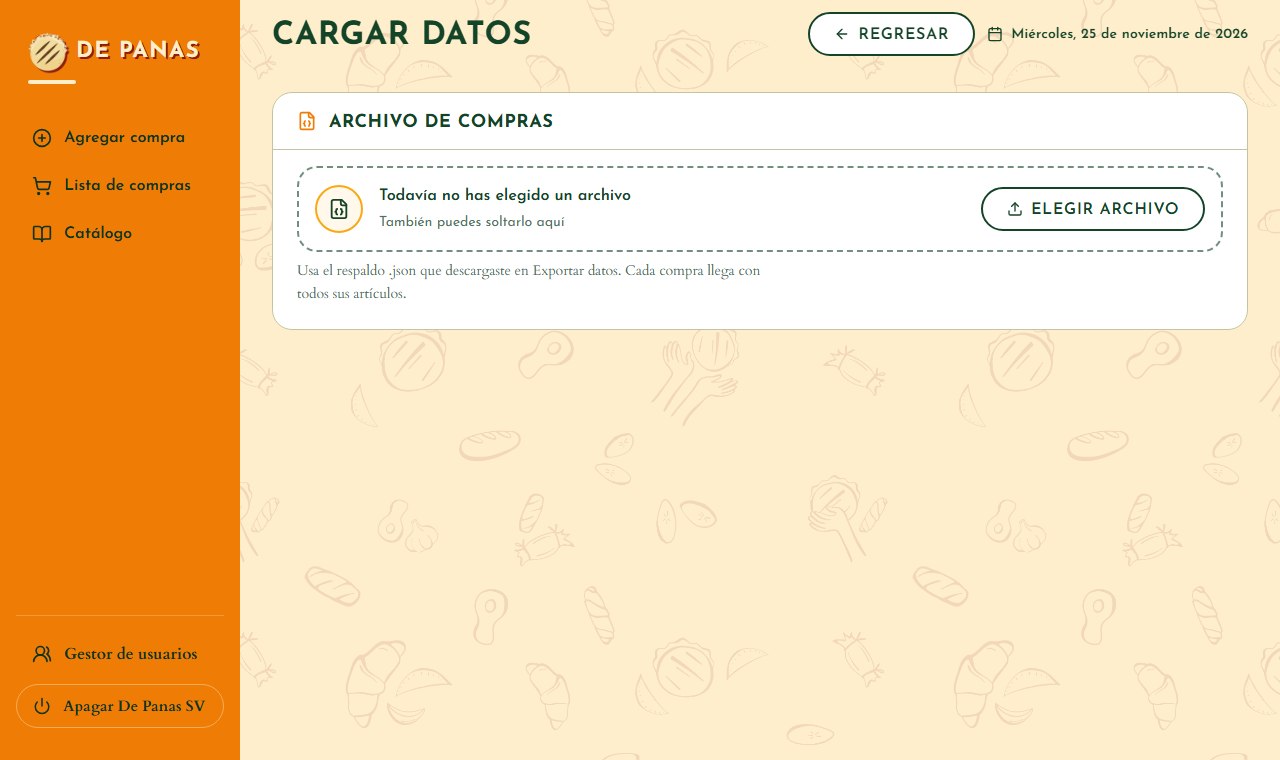 DE PANAS
Agregar compra
Lista de compras
Catálogo
Gestor de usuarios
Apagar De Panas SV
CARGAR DATOS
REGRESAR
Miércoles, 25 de noviembre de 2026
ARCHIVO DE COMPRAS
Todavía no has elegido un archivo
También puedes soltarlo aquí
ELEGIR ARCHIVO
Usa el respaldo .json que descargaste en Exportar datos. Cada compra llega con
todos sus artículos.